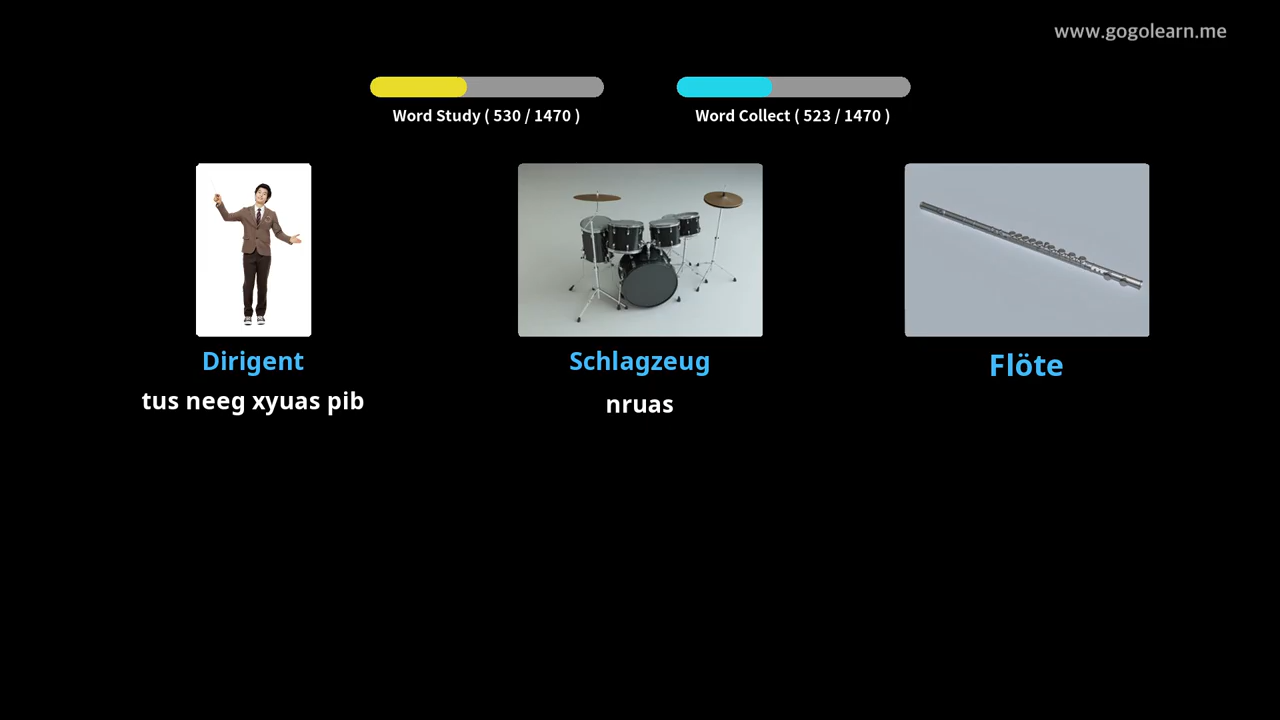 www.gogolearn.me
Word Study ( 530 / 1470 )
Word Collect ( 523 / 1470 )
Dirigent
tus neeg xyuas pib
Schlagzeug
nruas
Flöte